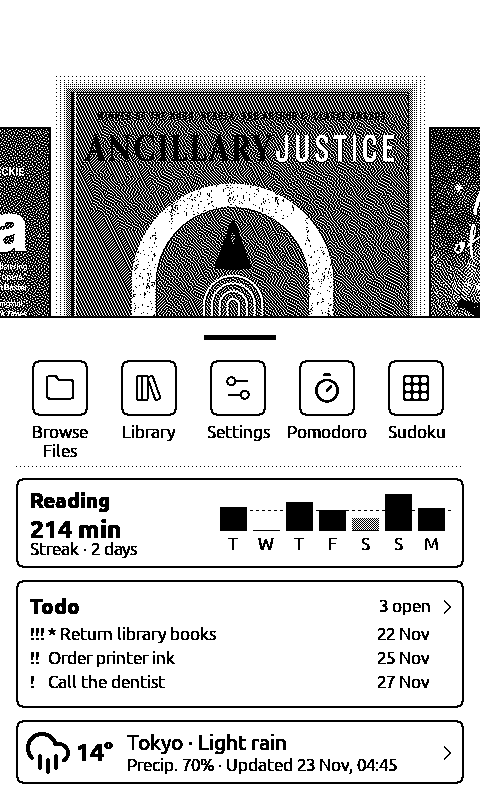 ANCILLARY JUSTICE
a
Browse Files
Library
Settings
Pomodoro
Sudoku
Reading
214 min
Streak · 2 days
T W T F S S M
Todo
3 open
!!! * Return library books
22 Nov
!! Order printer ink
25 Nov
! Call the dentist
27 Nov
14°
Tokyo · Light rain
Precip. 70% · Updated 23 Nov, 04:45